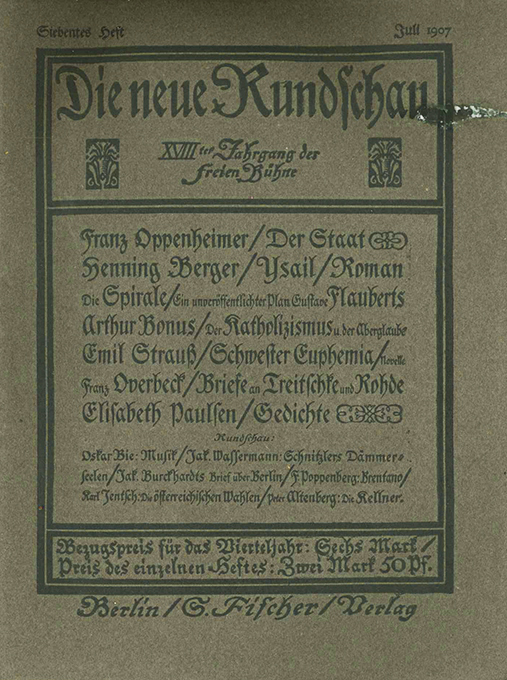 Siebentes Heft
Juli 1907
Die neue Rundschau
XVIIIter Jahrgang der
freien Bühne
Franz Oppenheimer/Der Staat
Henning Berger/Ysail/Roman
Die Spirale/Ein unveröffentlichter Plan Gustave Flauberts
Arthur Bonus/Der Katholizismus u. der Aberglaube
Emil Strauß/Schwester Euphemia/Novelle
Franz Overbeck/Briefe an Treitschke und Rohde
Elisabeth Paulsen/Gedichte
Rundschau:
Oskar Bie: Musik/Jak. Wassermann: Schnitzlers Dämmer=
seelen/Jak. Burckhardts Brief über Berlin/F. Poppenberg: Brentano/
Karl Jentsch: Die österreichischen Wahlen/Peter Altenberg: Die Kellner.
Bezugspreis für das Vierteljahr: Sechs Mark/
Preis des einzelnen Heftes: Zwei Mark 50 Pf.
Berlin/S. Fischer/Verlag